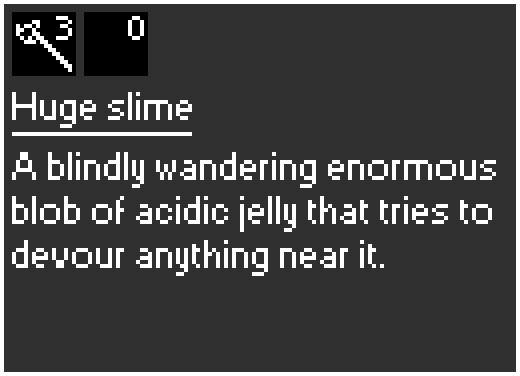 3 0
Huge slime
A blindly wandering enormous
blob of acidic jelly that tries to
devour anything near it.